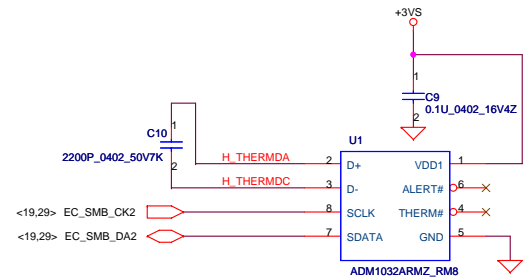 +3VS
1
C9
0.1U_0402_16V4Z
2
C10
1
2200P_0402_50V7K
2
U1
H_THERMDA 2 D+ VDD1 1
H_THERMDC 3 D- ALERT# 6
<19,29> EC_SMB_CK2 8 SCLK THERM# 4
<19,29> EC_SMB_DA2 7 SDATA GND 5
ADM1032ARMZ_RM8